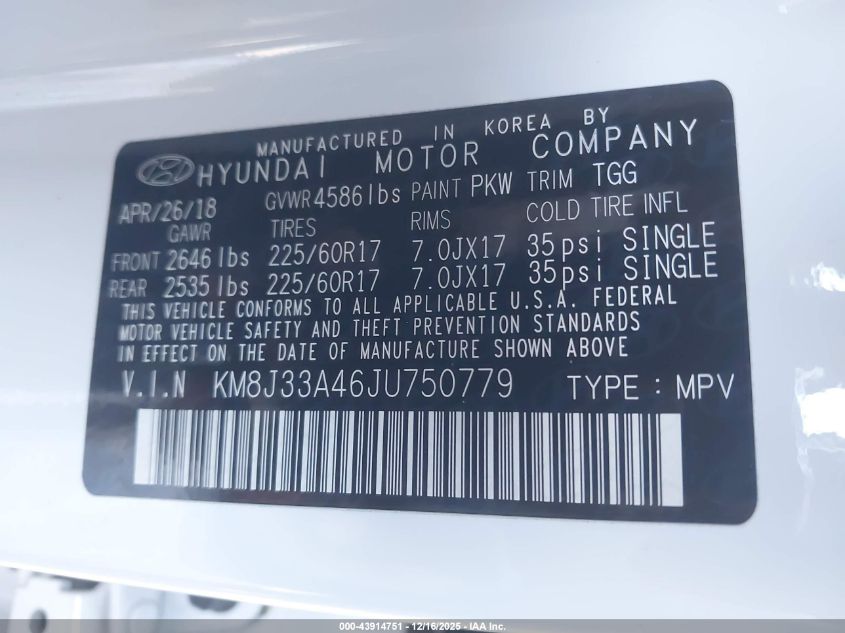 MANUFACTURED IN KOREA BY
HYUNDAI MOTOR COMPANY
APR/26/18 GVWR 4586 lbs PAINT PKW TRIM TGG
GAWR TIRES RIMS COLD TIRE INFL
FRONT 2646 lbs 225/60R17 7.0JX17 35psi SINGLE
REAR 2535 lbs 225/60R17 7.0JX17 35psi SINGLE
THIS VEHICLE CONFORMS TO ALL APPLICABLE U.S.A. FEDERAL
MOTOR VEHICLE SAFETY AND THEFT PREVENTION STANDARDS
IN EFFECT ON THE DATE OF MANUFACTURE SHOWN ABOVE
V.I.N KM8J33A46JU750779 TYPE : MPV
000-43914751 - 12/16/2025 - IAA Inc.